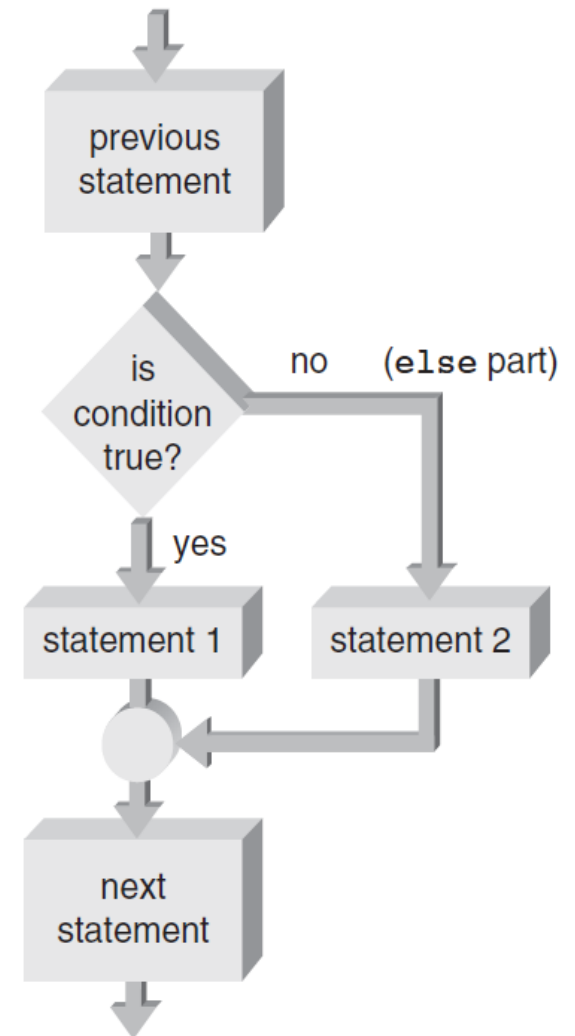 previous
statement
is
condition
true?
no (else part)
yes
statement 1
statement 2
next
statement